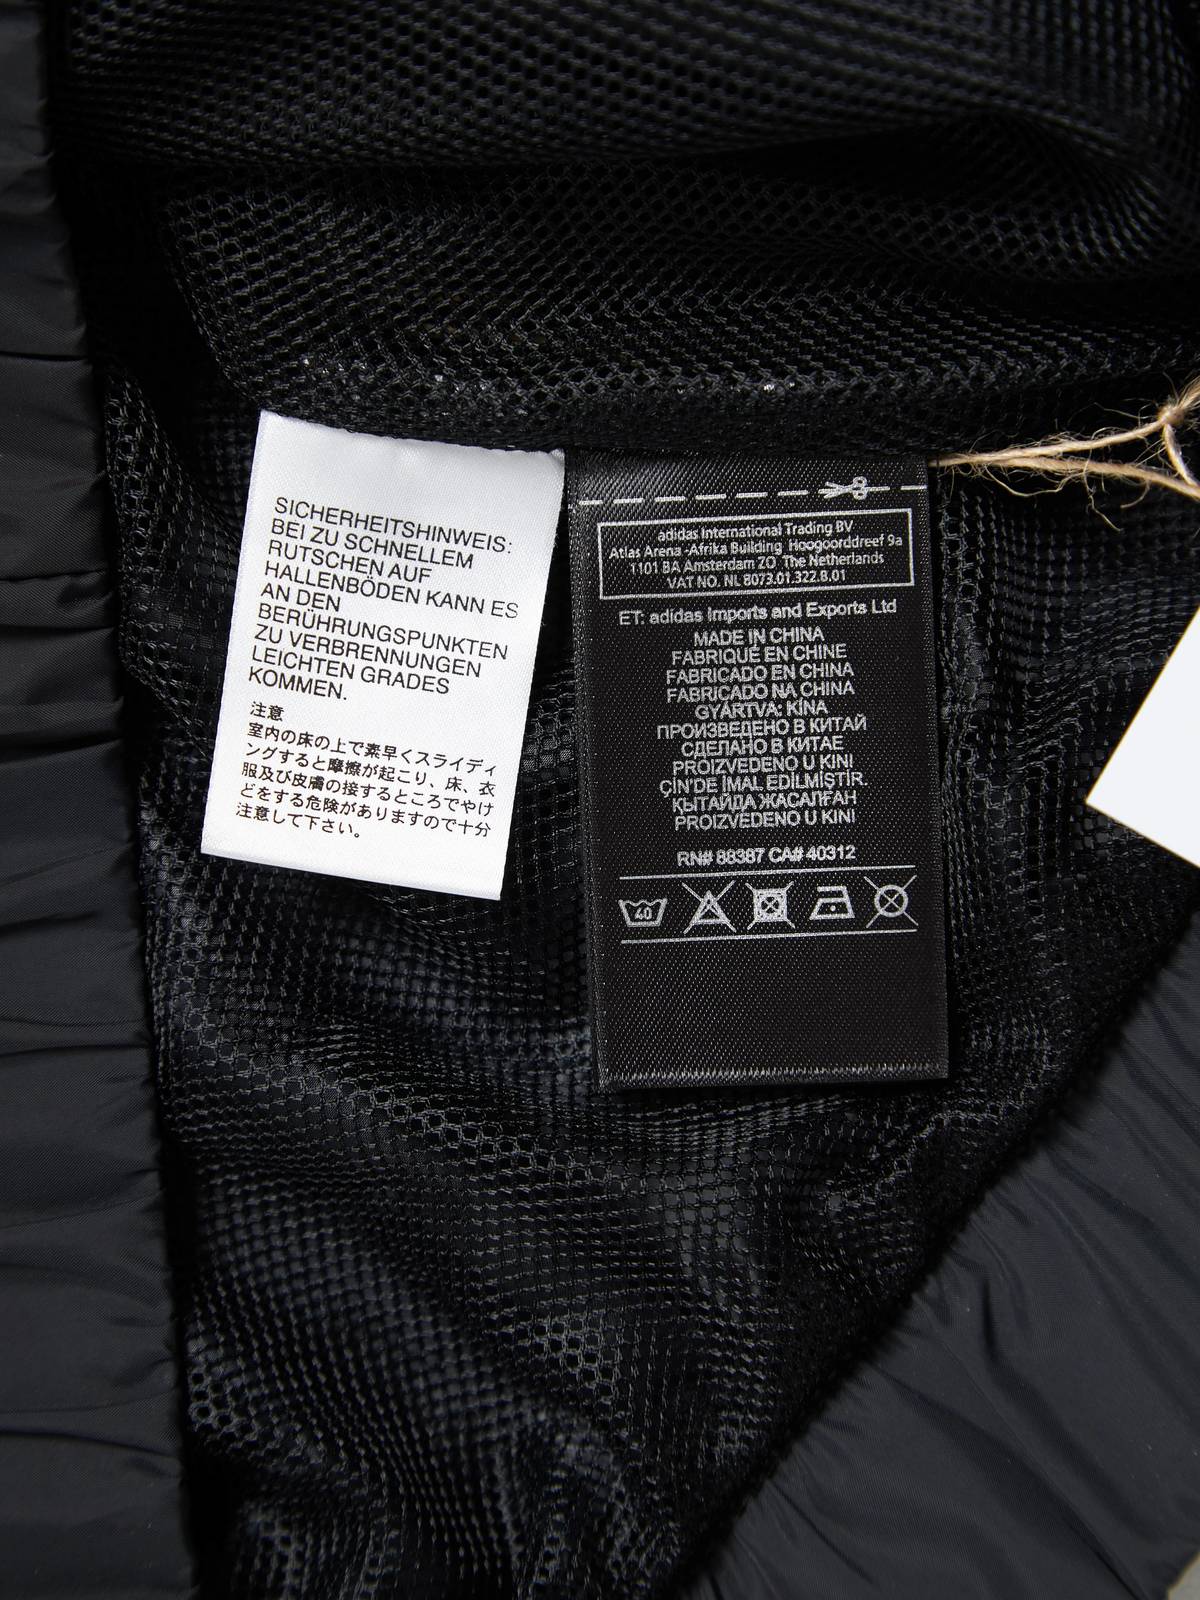 SICHERHEITSHINWEIS:
BEI ZU SCHNELLEM
RUTSCHEN AUF
HALLENBÖDEN KANN ES
AN DEN
BERÜHRUNGSPUNKTEN
ZU VERBRENNUNGEN
LEICHTEN GRADES
KOMMEN.
注意
室内の床の上で素早くスライディ
ングすると摩擦が起こり、床、衣
服及び皮膚の接するところでやけ
どをする危険がありますので十分
注意して下さい。
adidas International Trading BV
Atlas Arena -Afrika Building Hoogoorddreef 9a
1101 BA Amsterdam ZO The Netherlands
VAT NO. NL 8073.01.322.B.01
ET: adidas Imports and Exports Ltd
MADE IN CHINA
FABRIQUÉ EN CHINE
FABRICADO EN CHINA
FABRICADO NA CHINA
GYÁRTVA: KÍNA
ПРОИЗВЕДЕНО В КИТАЙ
СДЕЛАНО В КИТАЕ
PROIZVEDENO U KINI
ÇİN'DE İMAL EDİLMİŞTİR.
ҚЫТАЙДА ЖАСАЛҒАН
PROIZVEDENO U KINI
RN# 88387 CA# 40312
40